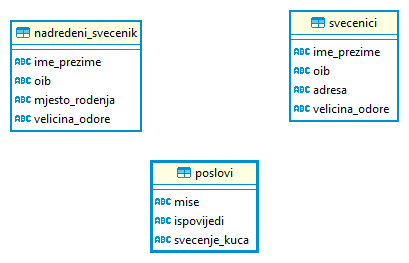 nadredeni_svecenik
ABC ime_prezime
ABC oib
ABC mjesto_rodenja
ABC velicina_odore
svecenici
ABC ime_prezime
ABC oib
ABC adresa
ABC velicina_odore
poslovi
ABC mise
ABC ispovijedi
ABC svecenje_kuca